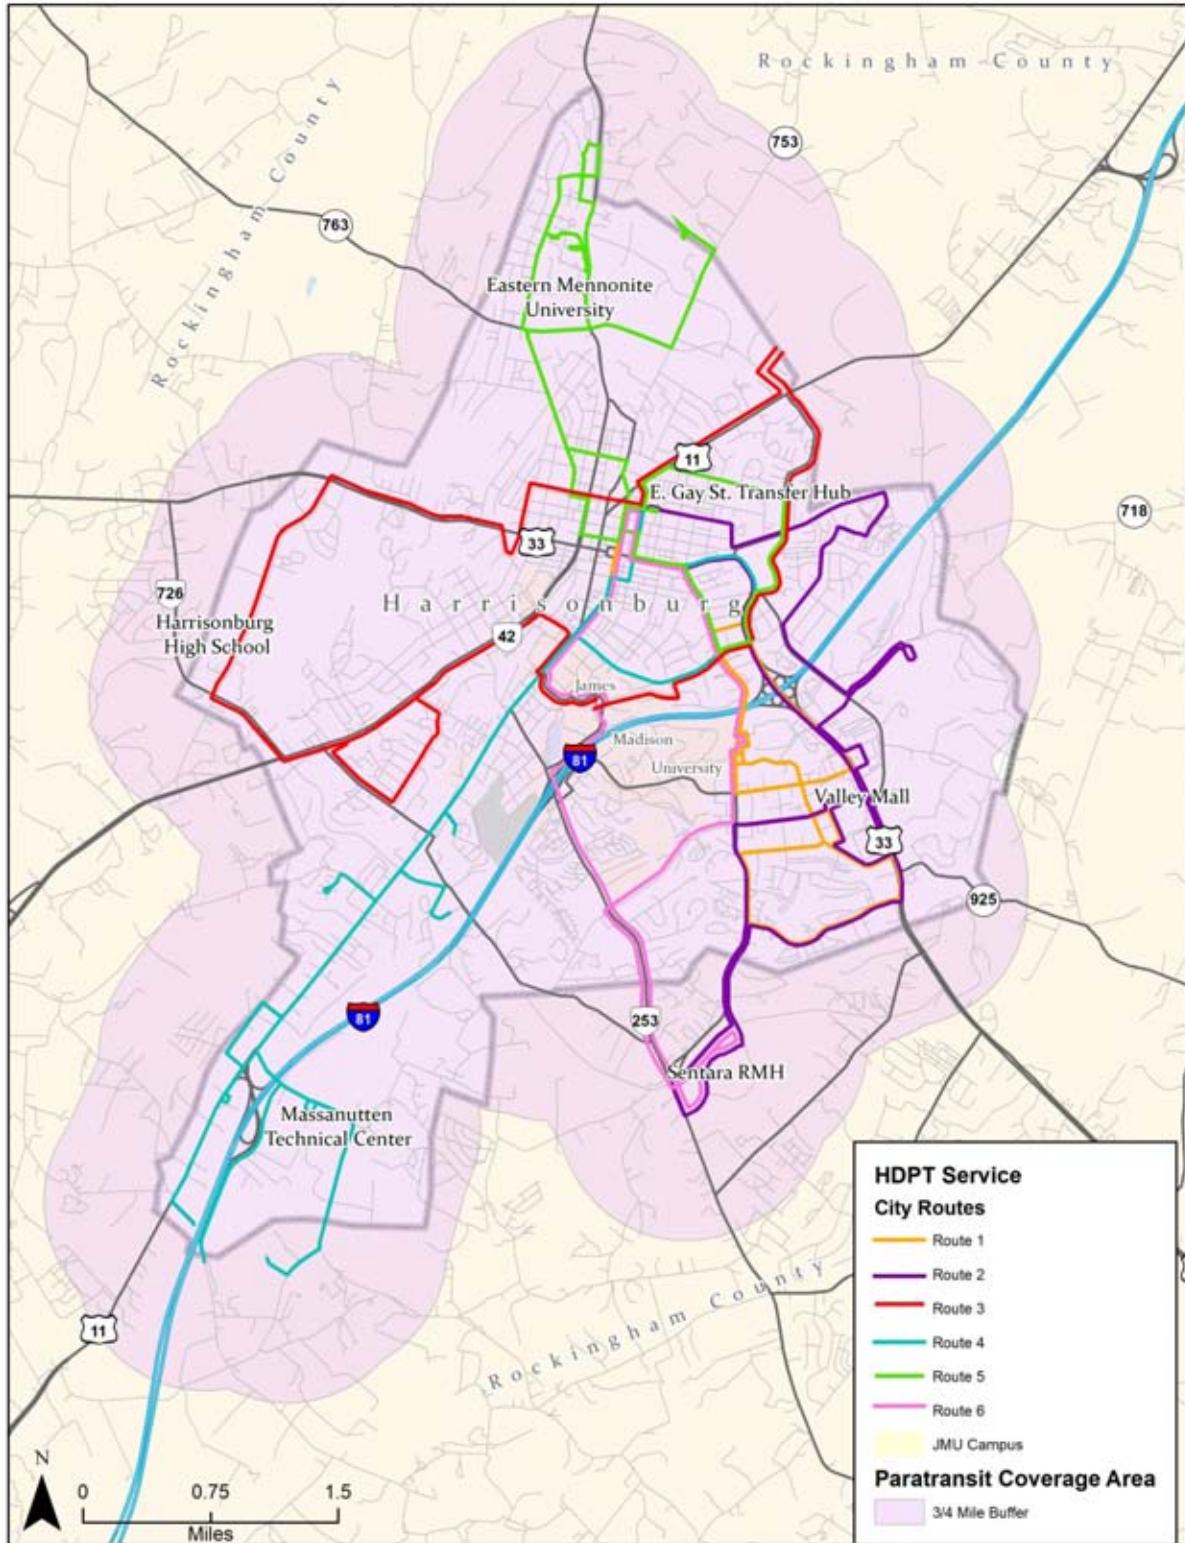 Rockingham County
753
Rockingham County
763
Eastern Mennonite
University
11
E. Gay St. Transfer Hub
718
33
726
Harrisonburg
Harrisonburg
High School
42
James
Madison
University
81
Valley Mall
33
925
81
253
Sentara RMH
Massanutten
Technical Center
Rockingham County
11
HDPT Service
City Routes
Route 1
Route 2
Route 3
Route 4
Route 5
Route 6
JMU Campus
Paratransit Coverage Area
3/4 Mile Buffer
N
0 0.75 1.5
Miles